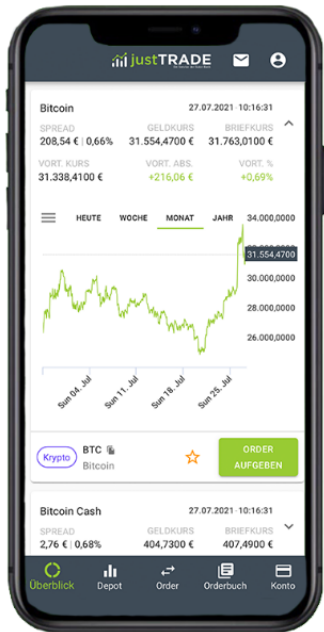 justTRADE
Bitcoin 27.07.2021 - 10:16:31
SPREAD GELDKURS BRIEFKURS
208,54 € | 0,66% 31.554,4700 € 31.763,0100 €
VORT. KURS VORT. ABS. VORT. %
31.338,4100 € +216,06 € +0,69%
HEUTE WOCHE MONAT JAHR 34.000,0000
31.554,4700
30.000,0000
28.000,0000
26.000,0000
Sun 04. Jul Sun 11. Jul Sun 18. Jul Sun 25. Jul
Krypto BTC
Bitcoin
ORDER
AUFGEBEN
Bitcoin Cash 27.07.2021 - 10:16:31
SPREAD GELDKURS BRIEFKURS
2,76 € | 0,68% 404,7300 € 407,4900 €
Überblick Depot Order Orderbuch Konto